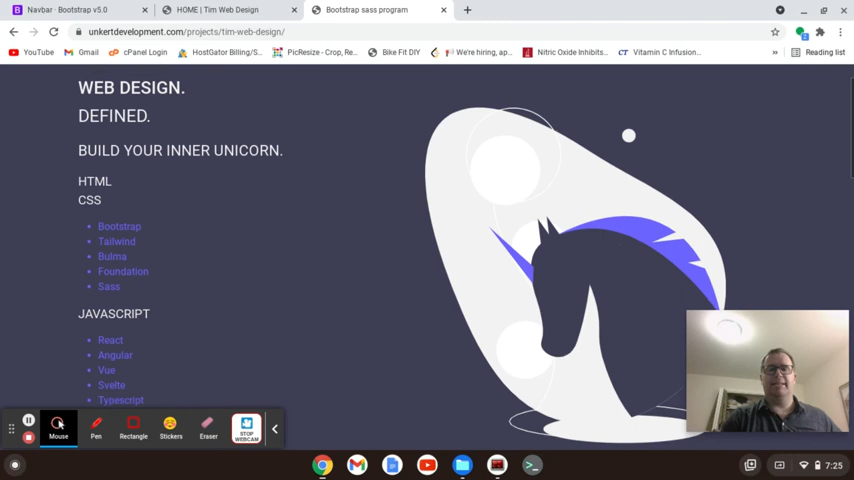 Navbar · Bootstrap v5.0
HOME | Tim Web Design
Bootstrap sass program
unkertdevelopment.com/projects/tim-web-design/
YouTube
Gmail
cPanel Login
HostGator Billing/S...
PicResize - Crop, Re...
Bike Fit DIY
We're hiring, ap...
Nitric Oxide Inhibits...
CT Vitamin C Infusion...
Reading list
WEB DESIGN.
DEFINED.
BUILD YOUR INNER UNICORN.
HTML
CSS
Bootstrap
Tailwind
Bulma
Foundation
Sass
JAVASCRIPT
React
Angular
Vue
Svelte
Typescript
Mouse
Pen
Rectangle
Stickers
Eraser
STOP
WEBCAM
7:25